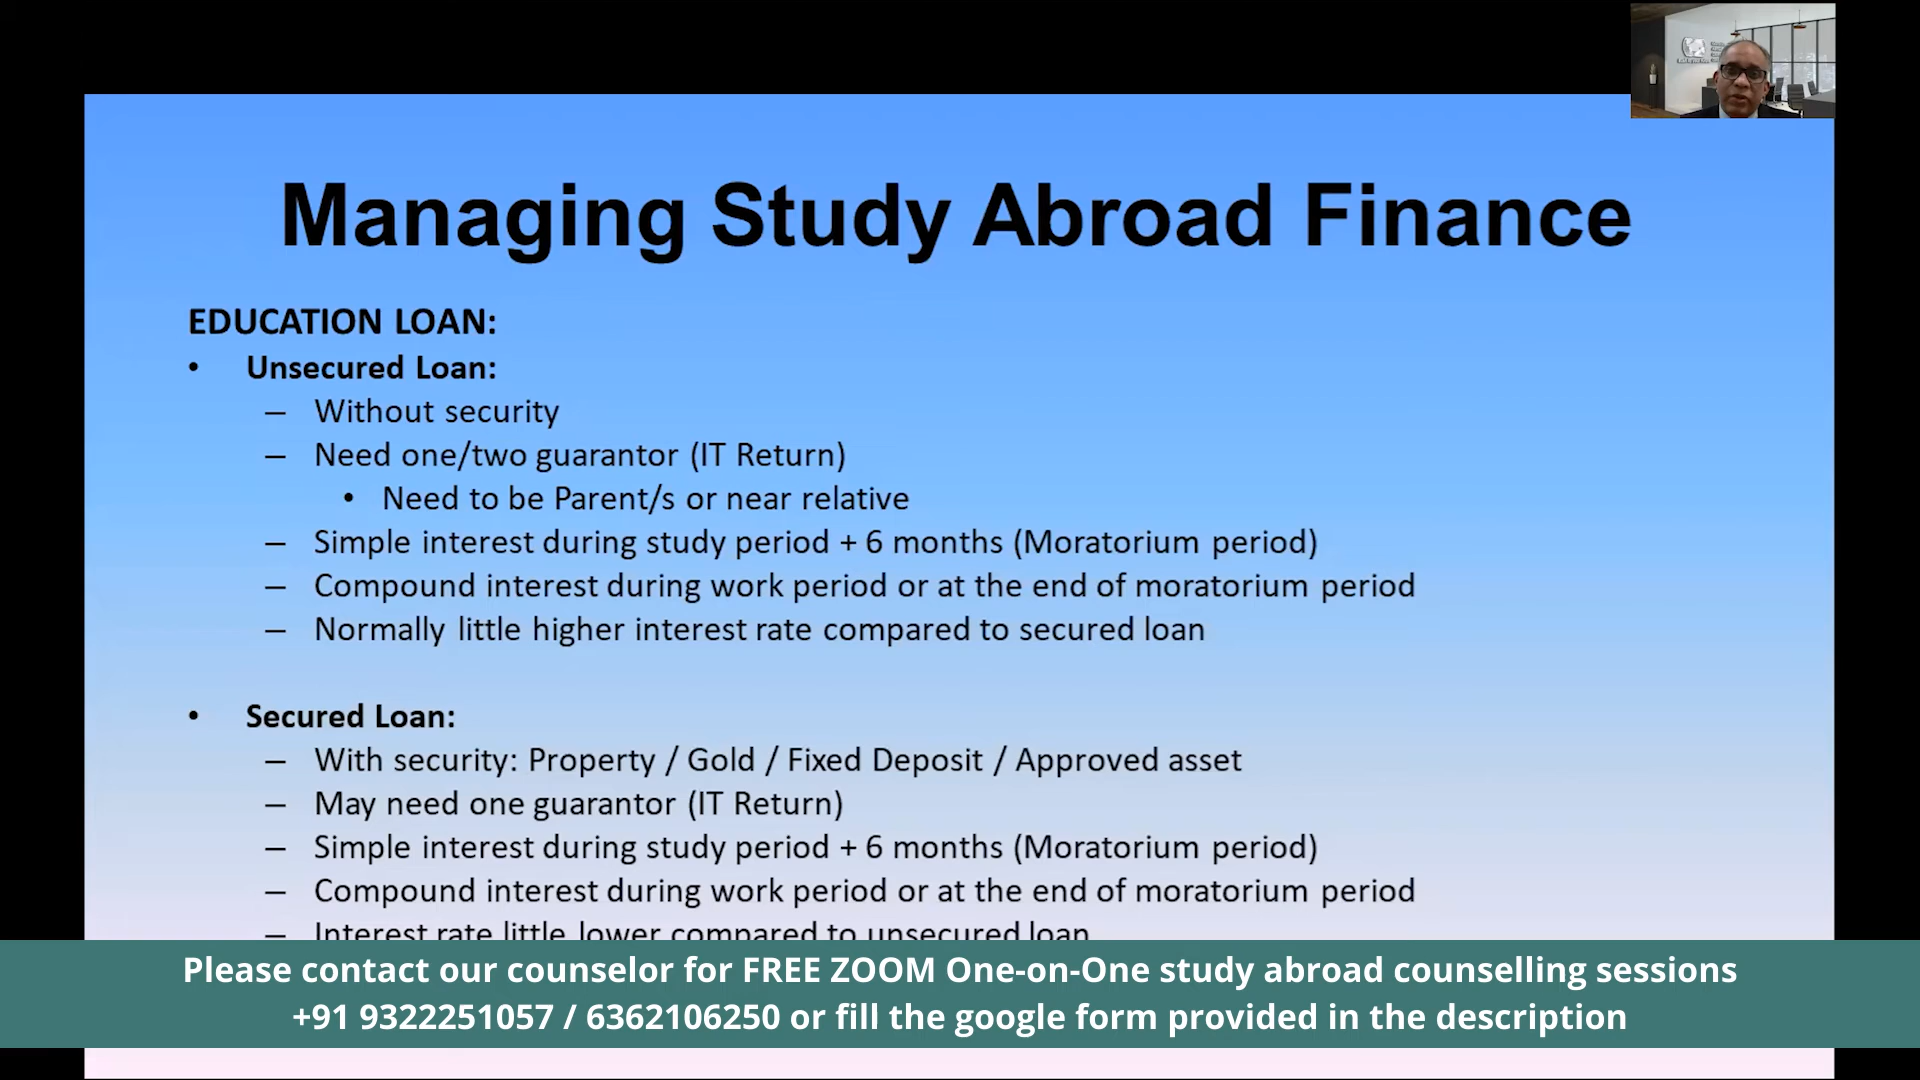 Managing Study Abroad Finance
EDUCATION LOAN:
• Unsecured Loan:
– Without security
– Need one/two guarantor (IT Return)
• Need to be Parent/s or near relative
– Simple interest during study period + 6 months (Moratorium period)
– Compound interest during work period or at the end of moratorium period
– Normally little higher interest rate compared to secured loan
• Secured Loan:
– With security: Property / Gold / Fixed Deposit / Approved asset
– May need one guarantor (IT Return)
– Simple interest during study period + 6 months (Moratorium period)
– Compound interest during work period or at the end of moratorium period
– Interest rate little lower compared to unsecured loan
Please contact our counselor for FREE ZOOM One-on-One study abroad counselling sessions
+91 9322251057 / 6362106250 or fill the google form provided in the description